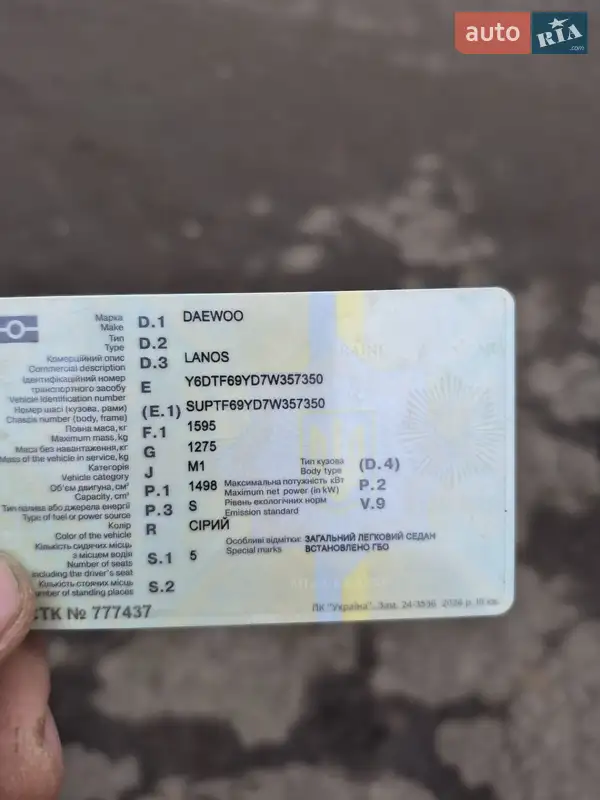 auto RIA .com
Марка D.1 DAEWOO
Make
Тип D.2
Type
Комерційний опис D.3 LANOS
Commercial description
Ідентифікаційний номер
транспортного засобу E Y6DTF69YD7W357350
Vehicle identification number
Номер шасі (кузова, рами) (E.1) SUPTF69YD7W357350
Chassis number (body, frame)
Повна маса, кг F.1 1595
Maximum mass, kg
Маса без навантаження, кг G 1275
Mass of the vehicle in service, kg
Категорія J M1 Тип кузова (D.4)
Vehicle category Body type
Об'єм двигуна, см³ P.1 1498 Максимальна потужність кВт P.2
Capacity, cm³ Maximum net power (in kW)
Тип палива або джерела енергії P.3 S Рівень екологічних норм V.9
Type of fuel or power source Emission standard
Колір R СІРИЙ
Color of the vehicle
Кількість сидячих місць
з місцем водія S.1 5 Особливі відмітки: ЗАГАЛЬНИЙ ЛЕГКОВИЙ СЕДАН
Number of seats Special marks ВСТАНОВЛЕНО ГБО
including the driver's seat
Кількість стоячих місць S.2
number of standing places
СТК № 777437
ПК "Україна". Зам. 24-3536